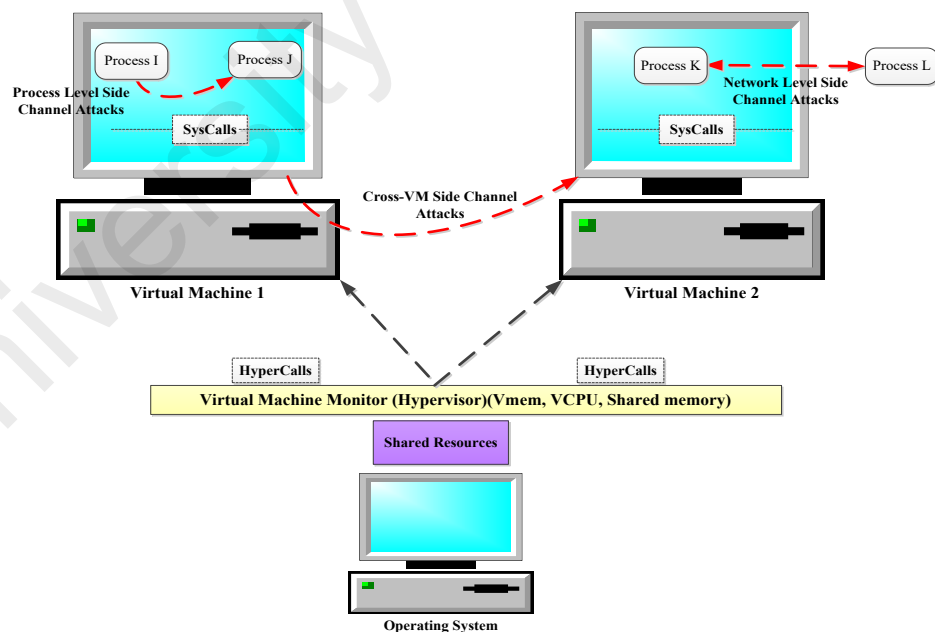 Process I
Process J
Process K
Process L
Process Level Side
Channel Attacks
Network Level Side
Channel Attacks
SysCalls
SysCalls
Cross-VM Side Channel
Attacks
Virtual Machine 1
Virtual Machine 2
HyperCalls
HyperCalls
Virtual Machine Monitor (Hypervisor)(Vmem, VCPU, Shared memory)
Shared Resources
Operating System